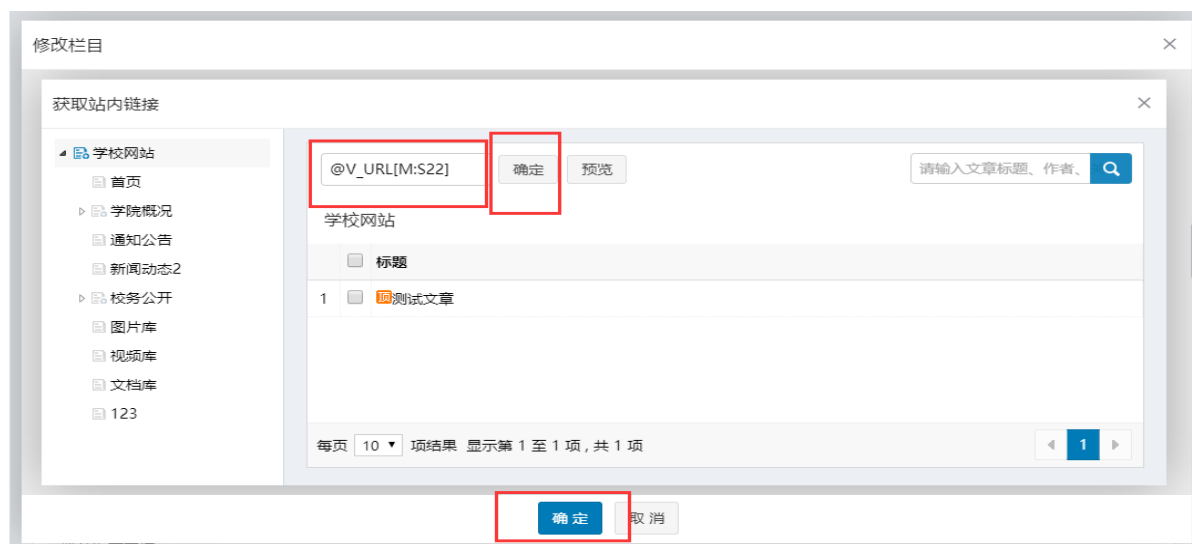 修改栏目
获取站内链接
学校网站
首页
学院概况
通知公告
新闻动态2
校务公开
图片库
视频库
文档库
123
@V_URL[M:S22] 确定 预览 请输入文章标题、作者、
学校网站
标题
1 顶 测试文章
每页 10 项结果 显示第 1 至 1 项,共 1 项 1
确定 取消